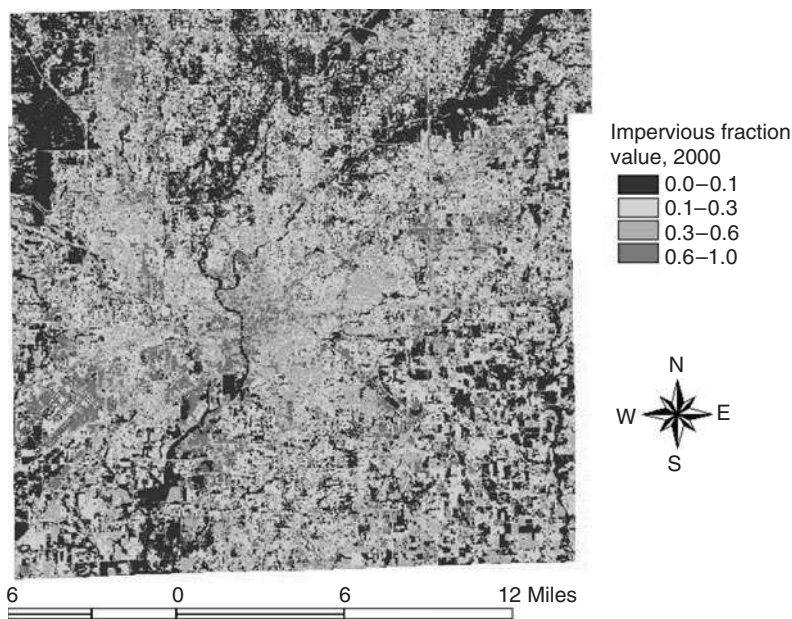 Impervious fraction
value, 2000
0.0–0.1
0.1–0.3
0.3–0.6
0.6–1.0
N
W E
S
6 0 6 12 Miles